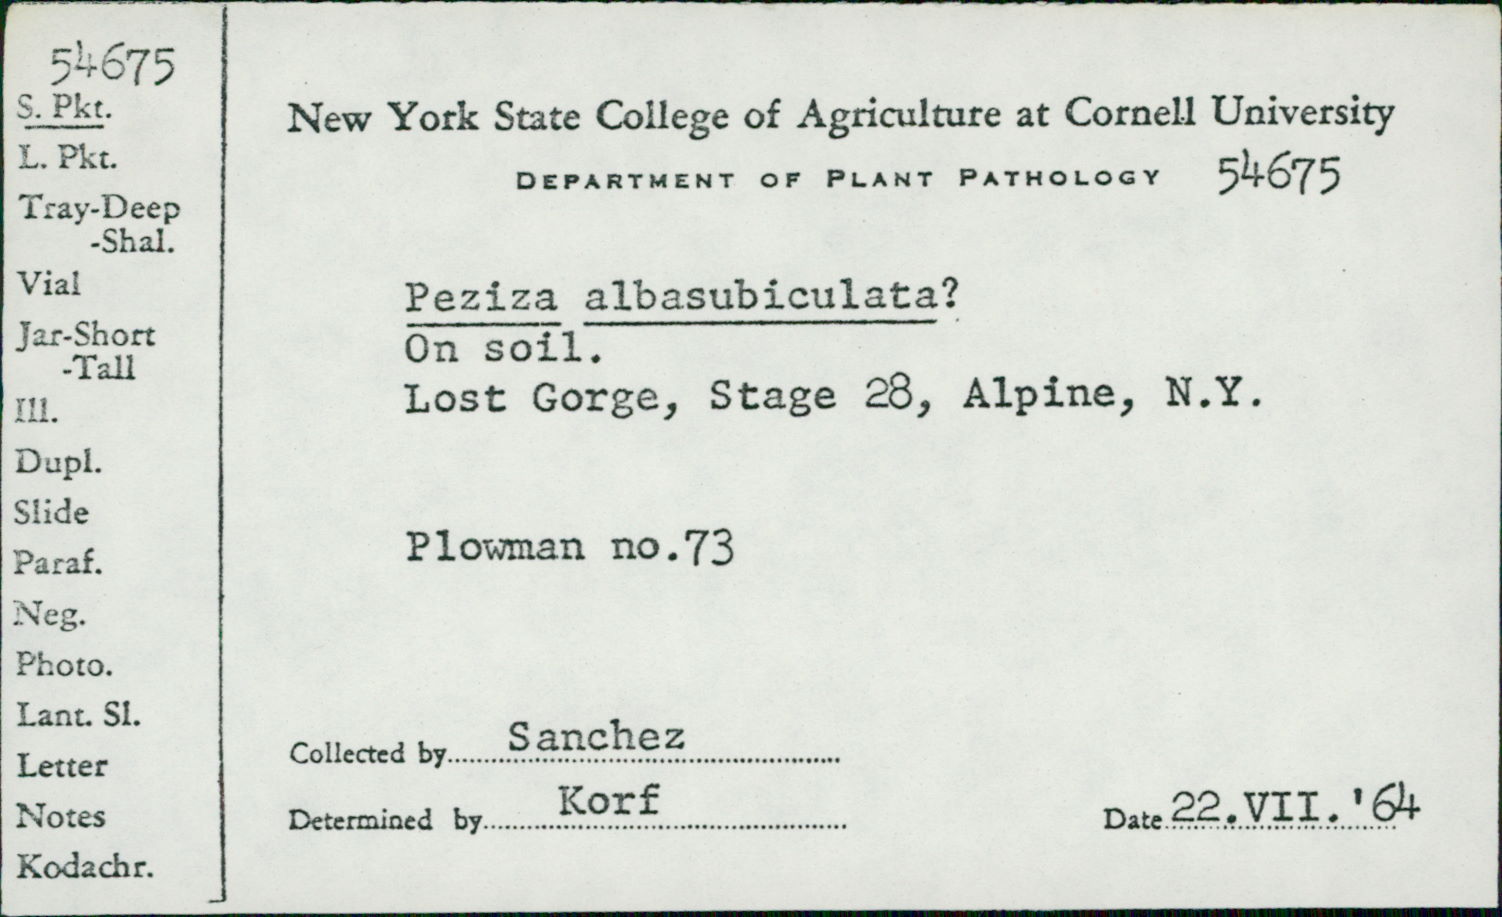 54675
S. Pkt.
L. Pkt.
Tray-Deep
-Shal.
Vial
Jar-Short
-Tall
Ill.
Dupl.
Slide
Paraf.
Neg.
Photo.
Lant. Sl.
Letter
Notes
Kodachr.
New York State College of Agriculture at Cornell University
DEPARTMENT OF PLANT PATHOLOGY 54675
Peziza albasubiculata?
On soil.
Lost Gorge, Stage 28, Alpine, N.Y.
Plowman no.73
Collected by Sanchez
Determined by Korf
Date 22.VII.'64